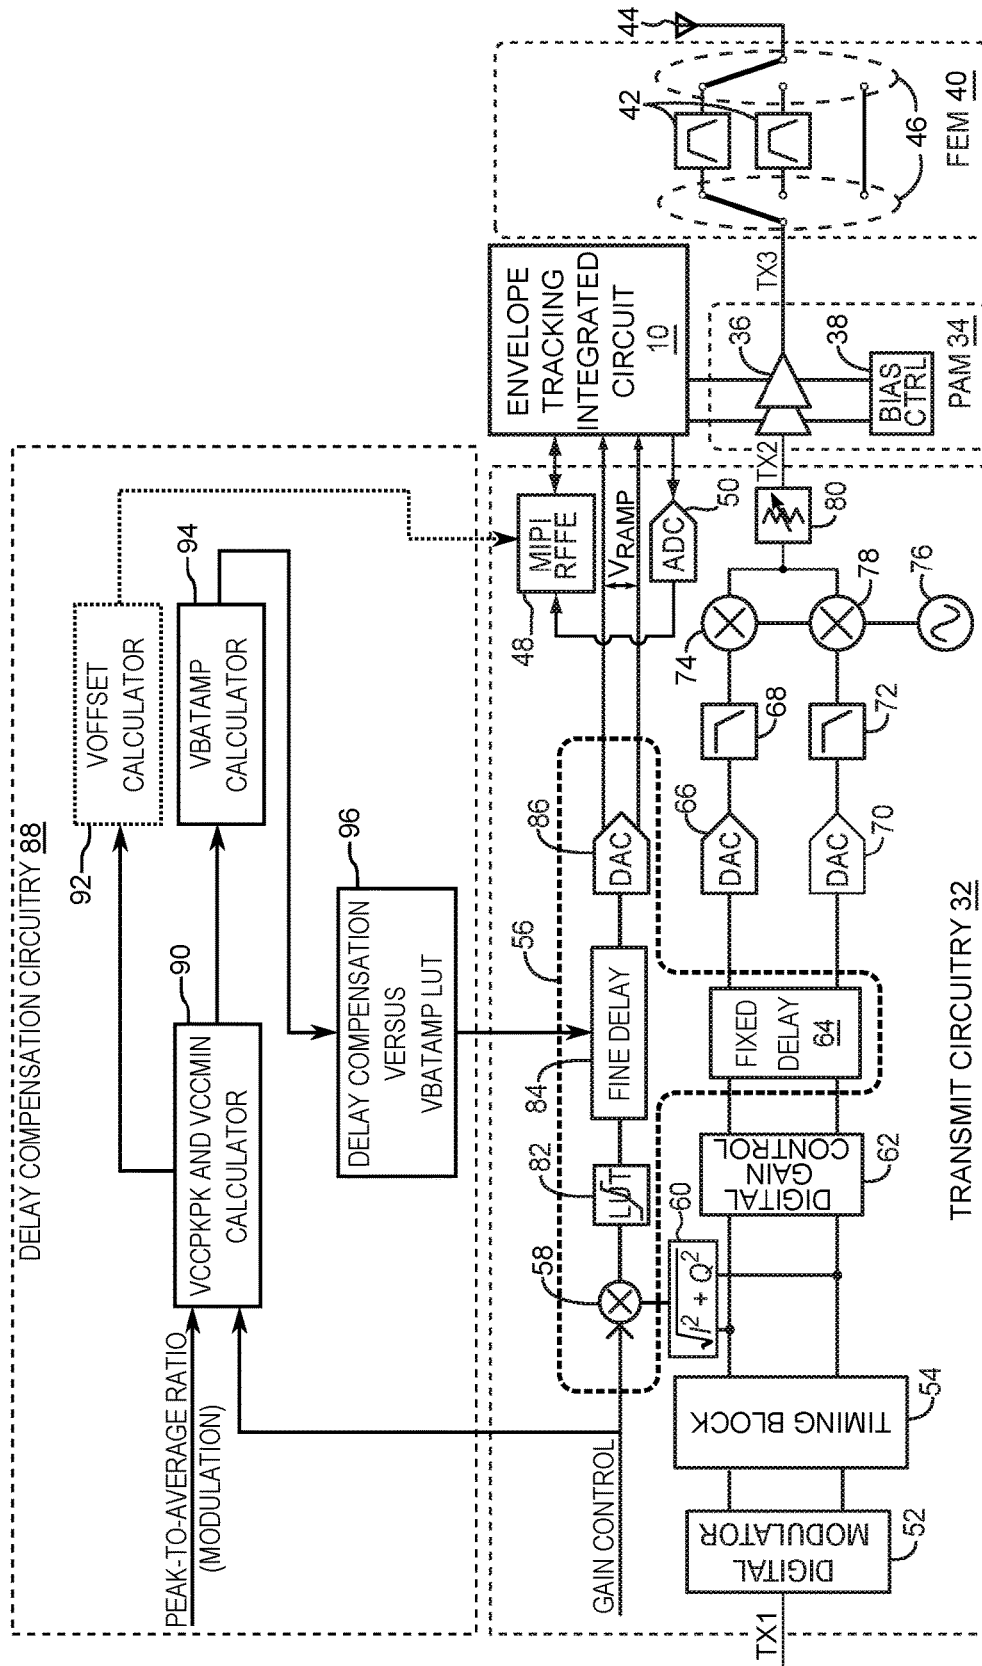 DELAY COMPENSATION CIRCUITRY 88
PEAK-TO-AVERAGE RATIO
(MODULATION)
VCCPKPK AND VCCMIN
CALCULATOR
90
92
VOFFSET
CALCULATOR
VBATAMP
CALCULATOR
94
DELAY COMPENSATION
VERSUS
VBATAMP LUT
96
GAIN CONTROL
58
82
LUT
84
FINE DELAY
56
DAC
86
48
MIPI
RFFE
VRAMP
ADC
50
ENVELOPE
TRACKING
INTEGRATED
CIRCUIT
10
TX1
DIGITAL
MODULATOR
52
TIMING BLOCK
54
√I² + Q²
60
DIGITAL
GAIN
CONTROL
62
FIXED
DELAY
64
DAC
66
68
DAC
70
72
74
78
76
80
TX2
36
38
BIAS
CTRL
PAM 34
TX3
42
44
46
FEM 40
TRANSMIT CIRCUITRY 32